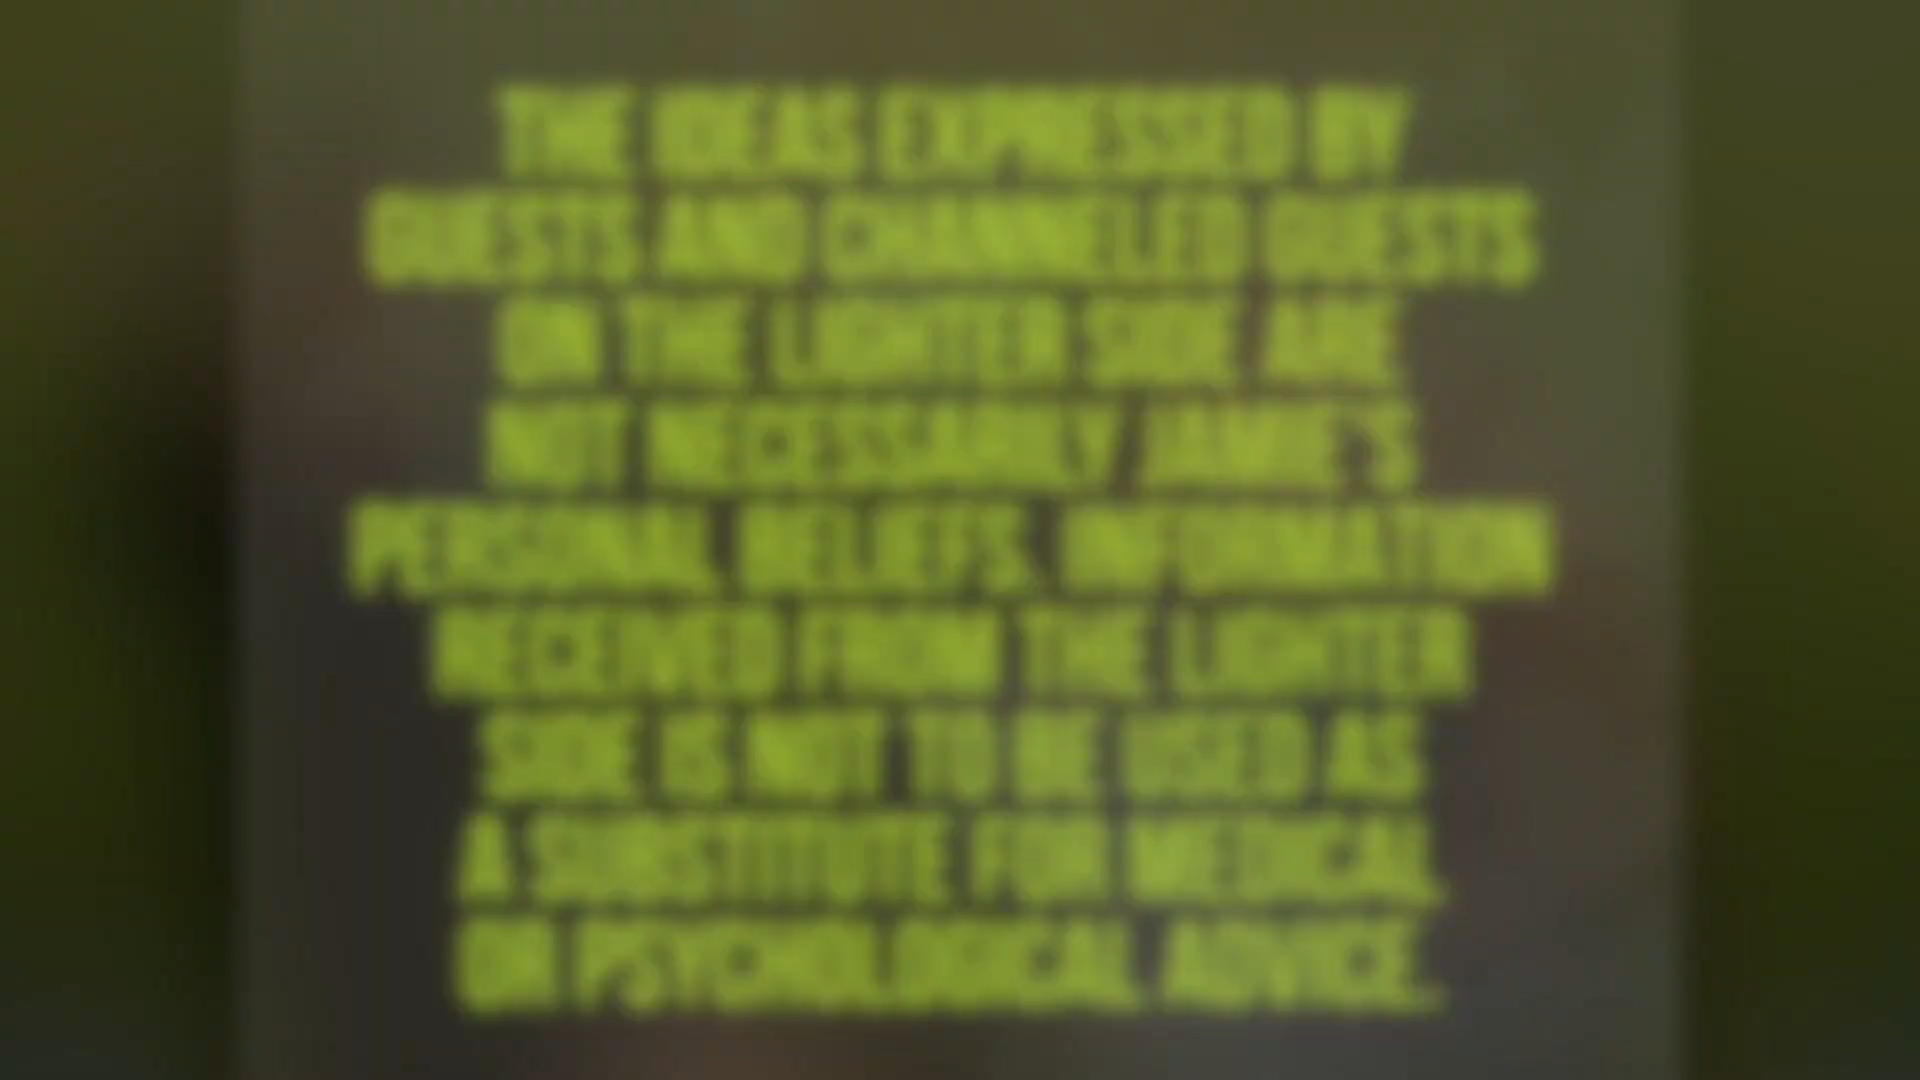 THE IDEAS EXPRESSED BY
GUESTS AND CHANNELED GUESTS
ON THE LIGHTER SIDE ARE
NOT NECESSARILY JAMIE'S
PERSONAL BELIEFS. INFORMATION
RECEIVED FROM THE LIGHTER
SIDE IS NOT TO BE USED AS
A SUBSTITUTE FOR MEDICAL
OR PSYCHOLOGICAL ADVICE.